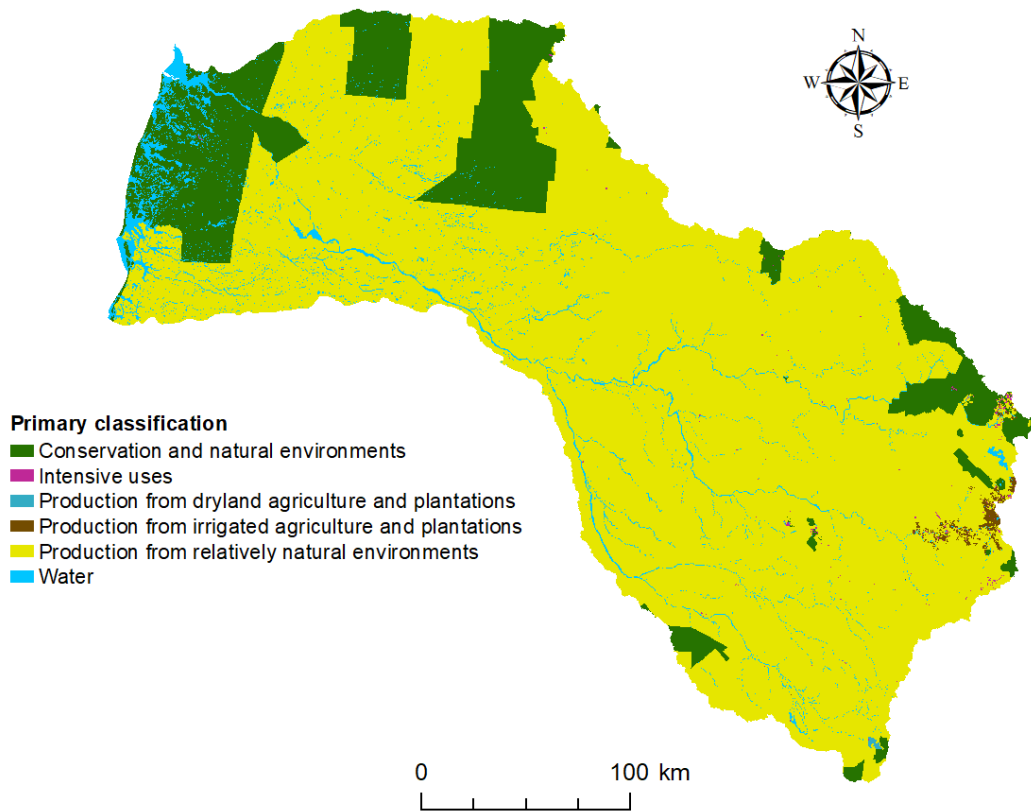 N
W E
S
Primary classification
Conservation and natural environments
Intensive uses
Production from dryland agriculture and plantations
Production from irrigated agriculture and plantations
Production from relatively natural environments
Water
0 100 km